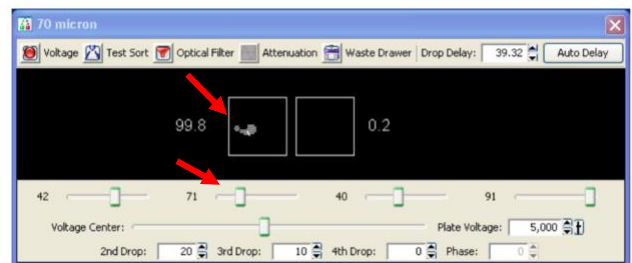 70 micron
Voltage Test Sort Optical Filter Attenuation Waste Drawer Drop Delay: 39.32 Auto Delay
99.8 0.2
42 71 40 91
Voltage Center: Plate Voltage: 5,000
2nd Drop: 20 3rd Drop: 10 4th Drop: 0 Phase: 0